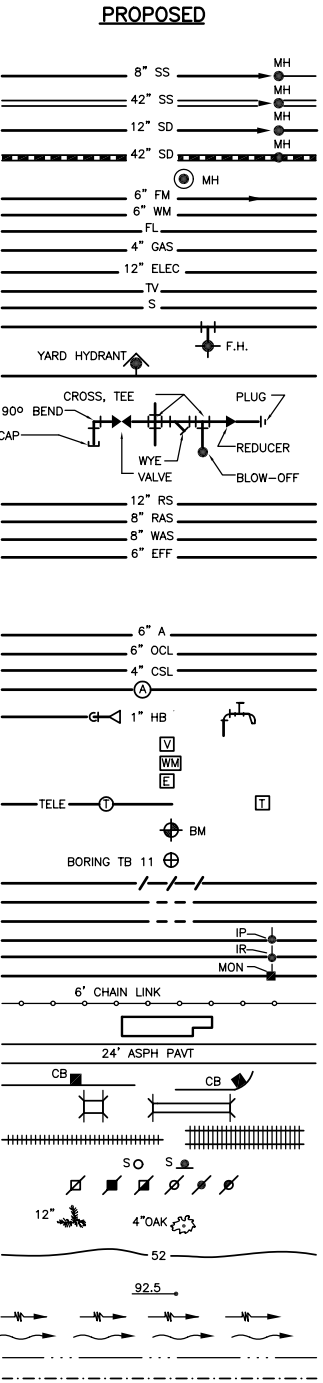 PROPOSED
MH
8" SS
MH
42" SS
MH
12" SD
MH
42" SD
MH
6" FM
6" WM
FL
4" GAS
12" ELEC
TV
S
F.H.
YARD HYDRANT
CROSS, TEE
PLUG
90° BEND
CAP
WYE
REDUCER
VALVE
BLOW-OFF
12" RS
8" RAS
8" WAS
6" EFF
6" A
6" OCL
4" CSL
A
1" HB
V
WM
E
TELE T T
BM
BORING TB 11
IP
IR
MON
6' CHAIN LINK
24' ASPH PAVT
CB
CB
S S
12"
4"OAK
52
92.5